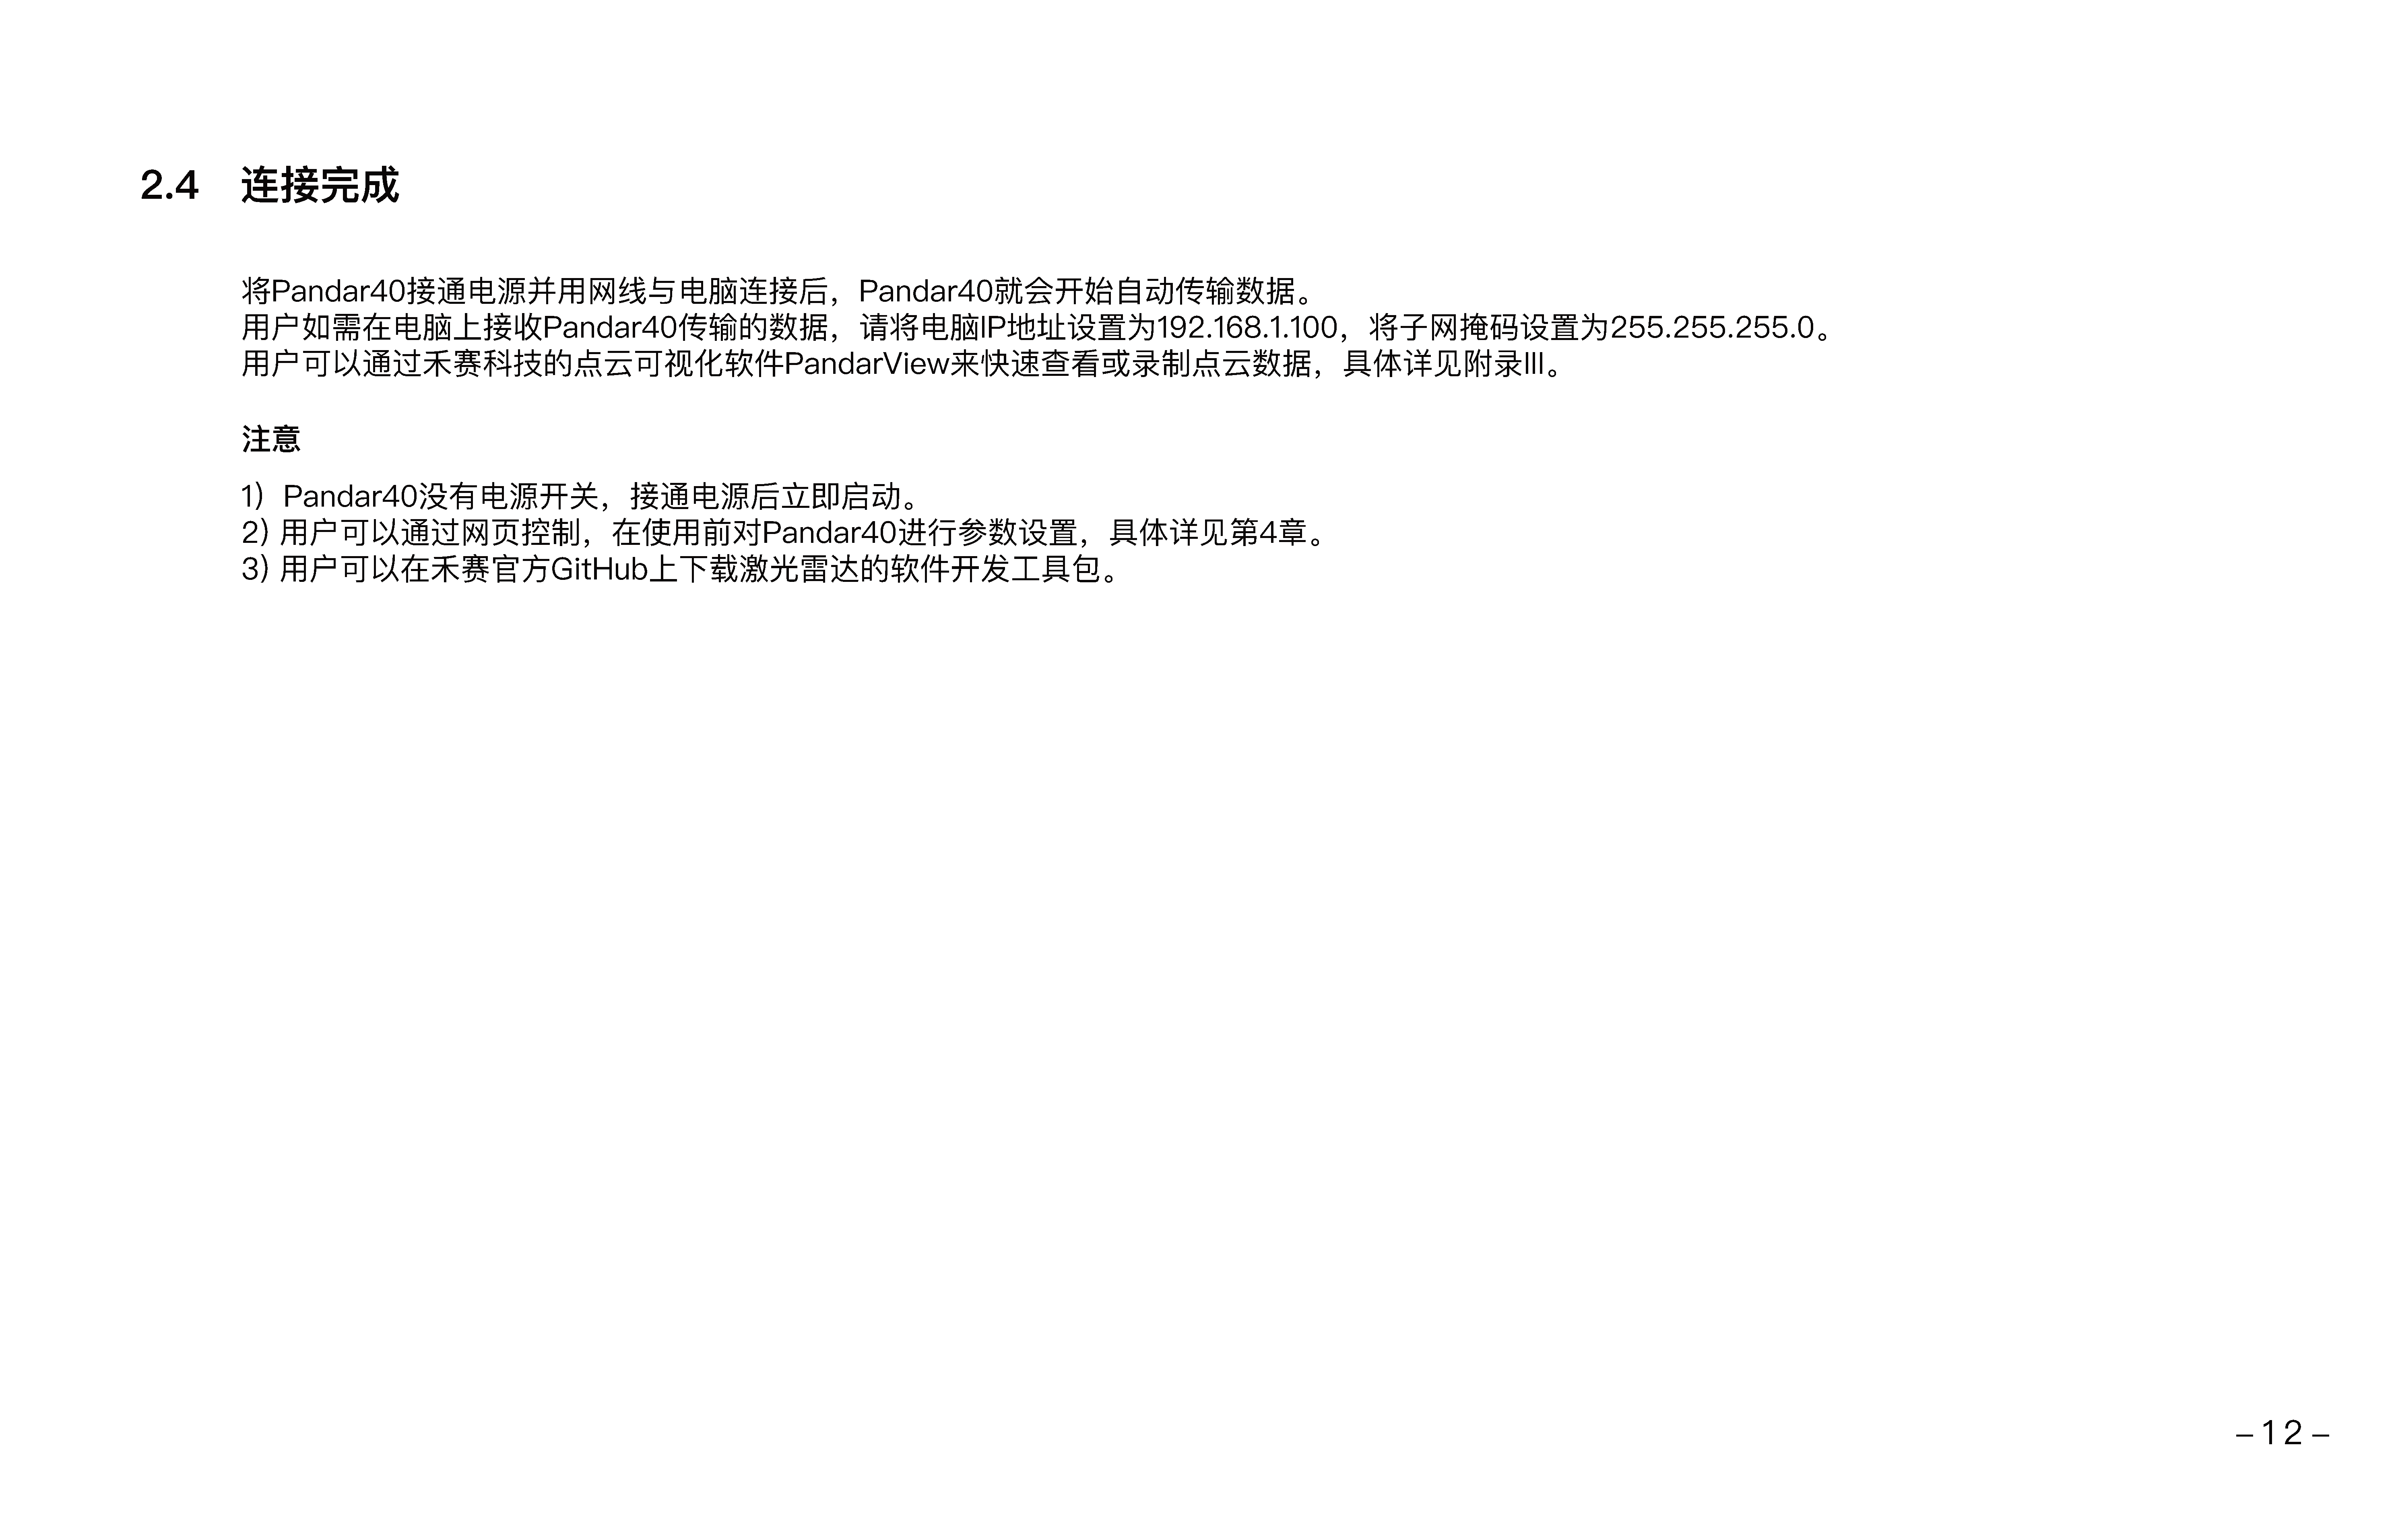 2.4 连接完成
将Pandar40接通电源并用网线与电脑连接后，Pandar40就会开始自动传输数据。
用户如需在电脑上接收Pandar40传输的数据，请将电脑IP地址设置为192.168.1.100，将子网掩码设置为255.255.255.0。
用户可以通过禾赛科技的点云可视化软件PandarView来快速查看或录制点云数据，具体详见附录III。
注意
1) Pandar40没有电源开关，接通电源后立即启动。
2) 用户可以通过网页控制，在使用前对Pandar40进行参数设置，具体详见第4章。
3) 用户可以在禾赛官方GitHub上下载激光雷达的软件开发工具包。
– 12 –